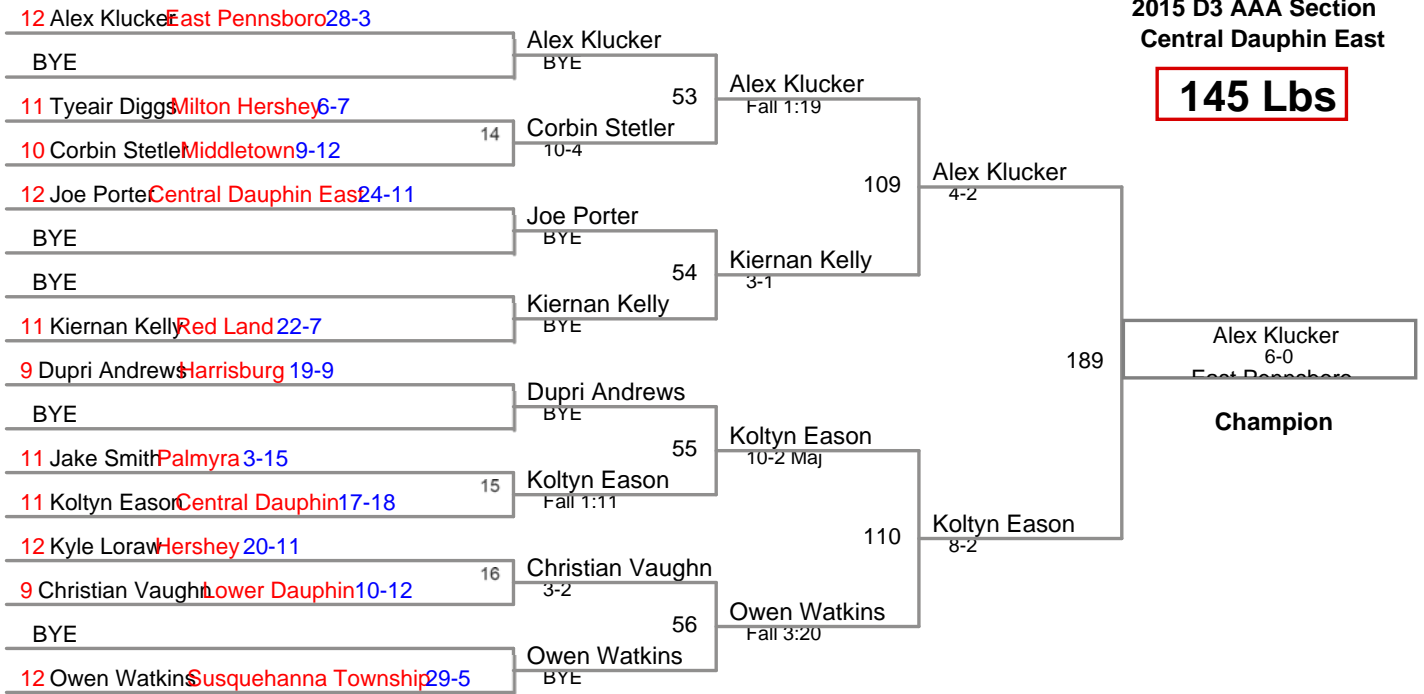 2015 D3 AAA Section
Central Dauphin East
145 Lbs
12 Alex Klucker East Pennsboro 28-3
BYE
Alex Klucker
BYE
11 Tyeair Diggs Milton Hershey 6-7
10 Corbin Stetler Middletown 9-12
14
Corbin Stetler
10-4
53
Alex Klucker
Fall 1:19
12 Joe Porter Central Dauphin East 24-11
BYE
Joe Porter
BYE
BYE
11 Kiernan Kelly Red Land 22-7
Kiernan Kelly
BYE
54
Kiernan Kelly
3-1
109
Alex Klucker
4-2
9 Dupri Andrews Harrisburg 19-9
BYE
Dupri Andrews
BYE
11 Jake Smith Palmyra 3-15
11 Koltyn Eason Central Dauphin 17-18
15
Koltyn Eason
Fall 1:11
55
Koltyn Eason
10-2 Maj
12 Kyle Loraw Hershey 20-11
9 Christian Vaughn Lower Dauphin 10-12
16
Christian Vaughn
3-2
BYE
12 Owen Watkins Susquehanna Township 29-5
Owen Watkins
BYE
56
Owen Watkins
Fall 3:20
110
Koltyn Eason
8-2
189
Alex Klucker
6-0
East Pennsboro
Champion